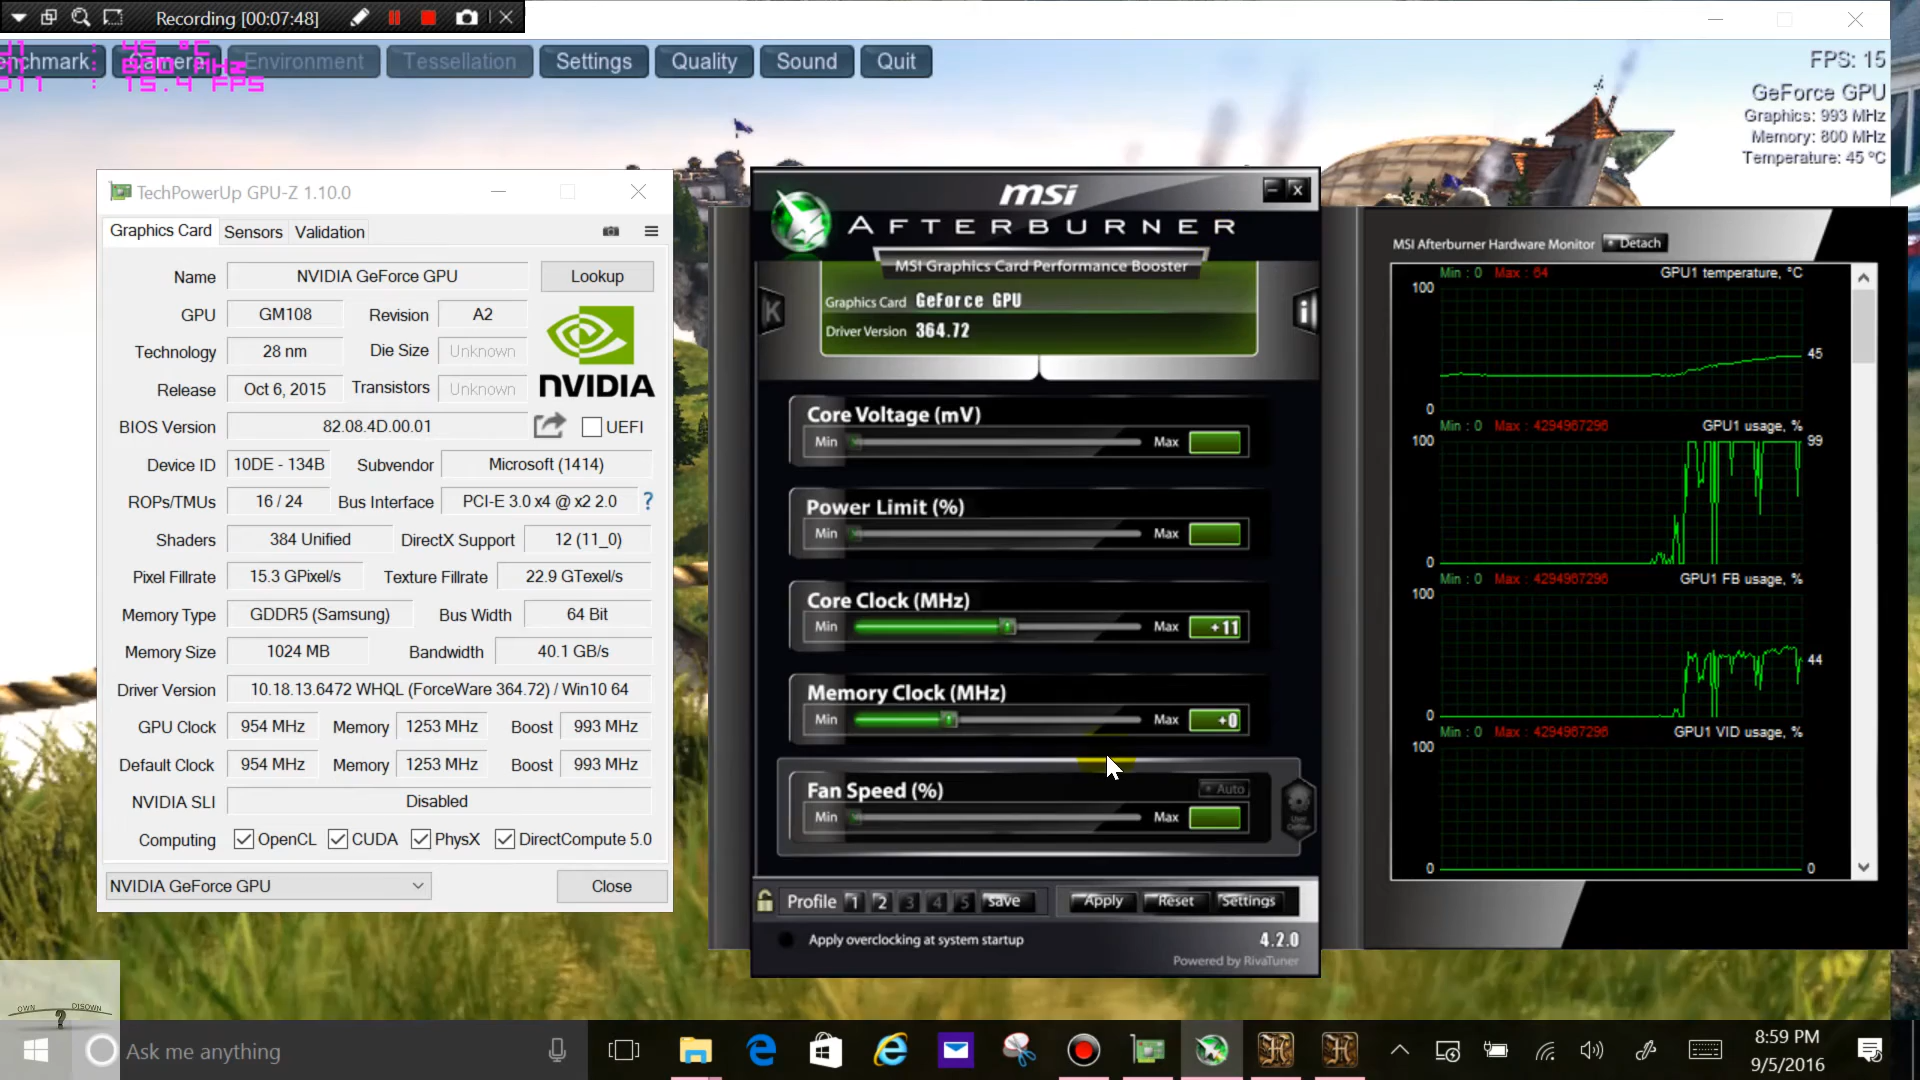 Recording [00:07:48]
nchmark
Camera
Environment
Tessellation
Settings
Quality
Sound
Quit
: 45 °C
: 15.4 FPS
FPS: 15
GeForce GPU
Graphics: 993 MHz
Memory: 800 MHz
Temperature: 45 ºC
TechPowerUp GPU-Z 1.10.0
Graphics Card Sensors Validation
Name NVIDIA GeForce GPU Lookup
GPU GM108 Revision A2
Technology 28 nm Die Size Unknown
Release Oct 6, 2015 Transistors Unknown
NVIDIA
BIOS Version 82.08.4D.00.01 UEFI
Device ID 10DE - 134B Subvendor Microsoft (1414)
ROPs/TMUs 16 / 24 Bus Interface PCI-E 3.0 x4 @ x2 2.0 ?
Shaders 384 Unified DirectX Support 12 (11_0)
Pixel Fillrate 15.3 GPixel/s Texture Fillrate 22.9 GTexel/s
Memory Type GDDR5 (Samsung) Bus Width 64 Bit
Memory Size 1024 MB Bandwidth 40.1 GB/s
Driver Version 10.18.13.6472 WHQL (ForceWare 364.72) / Win10 64
GPU Clock 954 MHz Memory 1253 MHz Boost 993 MHz
Default Clock 954 MHz Memory 1253 MHz Boost 993 MHz
NVIDIA SLI Disabled
Computing OpenCL CUDA PhysX DirectCompute 5.0
NVIDIA GeForce GPU Close
msi
AFTERBURNER
MSI Graphics Card Performance Booster
K
Graphics Card GeForce GPU
i
Driver Version 364.72
Core Voltage (mV)
Min Max
Power Limit (%)
Min Max
Core Clock (MHz)
Min Max +11
Memory Clock (MHz)
Min Max +0
Fan Speed (%) Auto
Min Max
User Define
Profile 1 2 3 4 5 save Apply Reset Settings
Apply overclocking at system startup 4.2.0
Powered by RivaTuner
MSI Afterburner Hardware Monitor Detach
Min : 0 Max : 64 GPU1 temperature, °C
100
45
0
Min : 0 Max : 4294967296 GPU1 usage, %
100 99
0
Min : 0 Max : 4294967296 GPU1 FB usage, %
100
44
0
Min : 0 Max : 4294967296 GPU1 VID usage, %
100
0 0
OWN ? DISOWN
Ask me anything
8:59 PM
9/5/2016